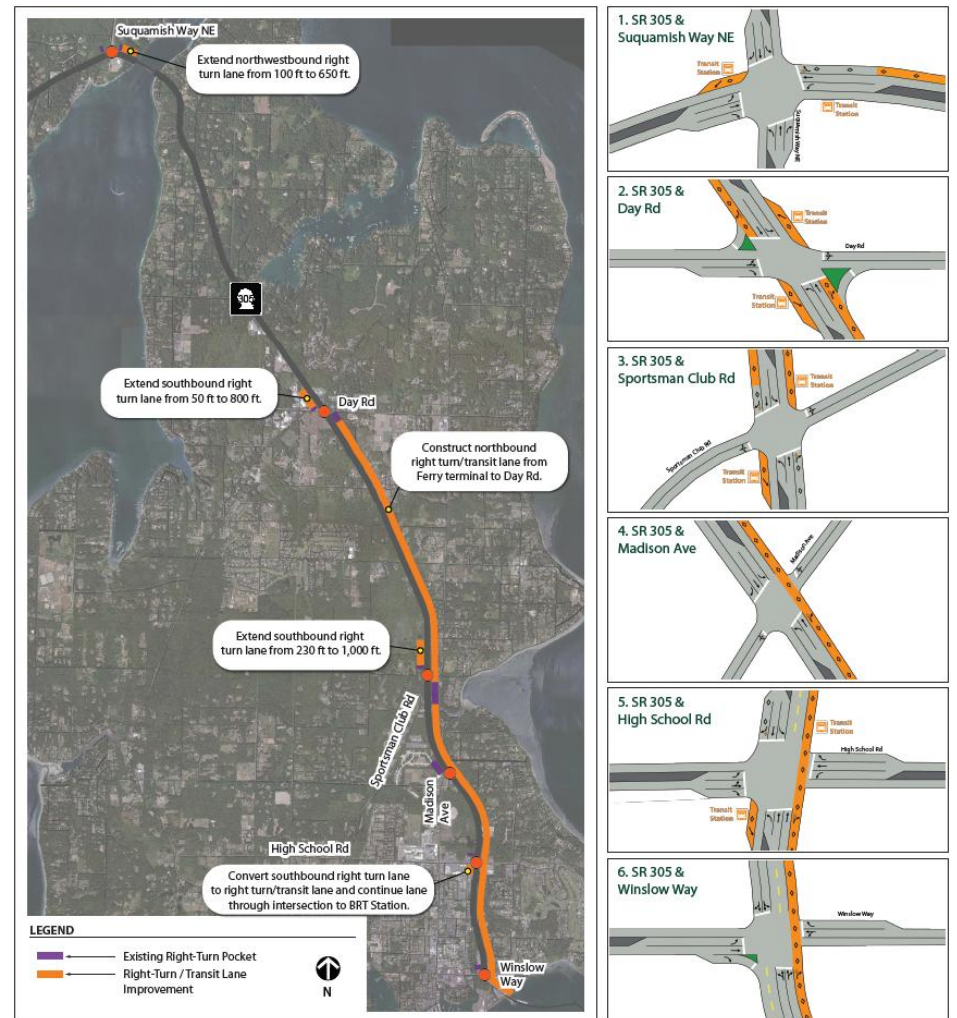 Suquamish Way NE
Extend northwestbound right
turn lane from 100 ft to 650 ft.
305
Extend southbound right
turn lane from 50 ft to 800 ft.
Day Rd
Construct northbound
right turn/transit lane from
Ferry terminal to Day Rd.
Extend southbound right
turn lane from 230 ft to 1,000 ft.
Sportsman Club Rd
Madison
Ave
High School Rd
Convert southbound right turn lane
to right turn/transit lane and continue lane
through intersection to BRT Station.
Winslow
Way
LEGEND
Existing Right-Turn Pocket
Right-Turn / Transit Lane
Improvement
N
1. SR 305 &
Suquamish Way NE
Transit
Station
Transit
Station
Suquamish Way NE
2. SR 305 &
Day Rd
Transit
Station
Day Rd
Transit
Station
3. SR 305 &
Sportsman Club Rd
Transit
Station
Sportsman Club Rd
Transit
Station
4. SR 305 &
Madison Ave
Madison Ave
5. SR 305 &
High School Rd
Transit
Station
High School Rd
Transit
Station
6. SR 305 &
Winslow Way
Winslow Way